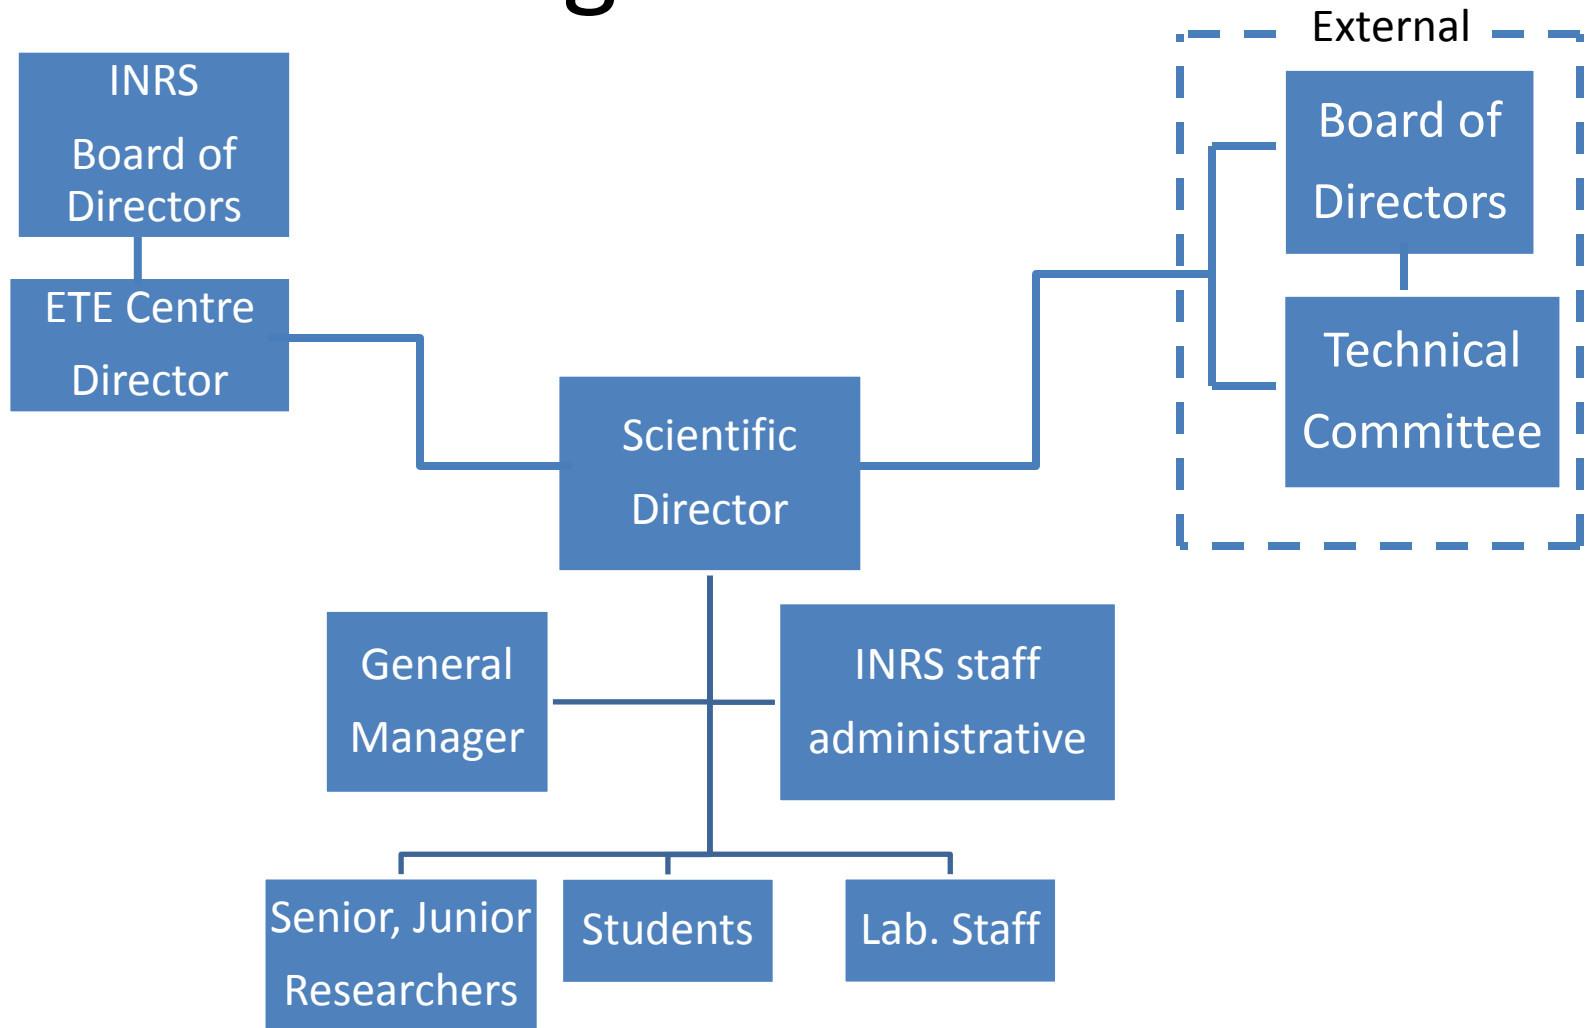 External
INRS
Board of
Directors
ETE Centre
Director
Board of
Directors
Technical
Committee
Scientific
Director
General
Manager
INRS staff
administrative
Senior, Junior
Researchers
Students
Lab. Staff